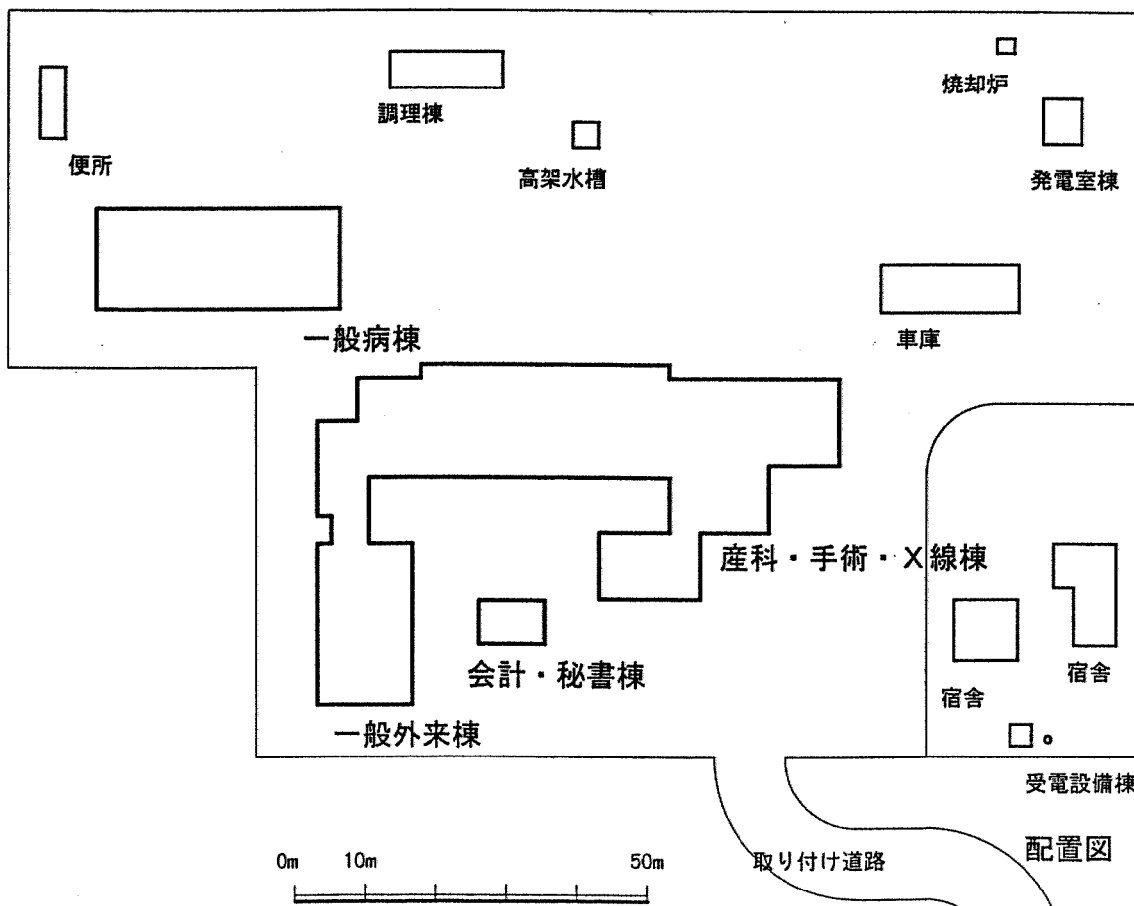 焼却炉
調理棟
便所
高架水槽
発電室棟
一般病棟
車庫
産科・手術・X線棟
会計・秘書棟
宿舎
宿舎
一般外来棟
受電設備棟
配置図
取り付け道路
0m 10m 50m